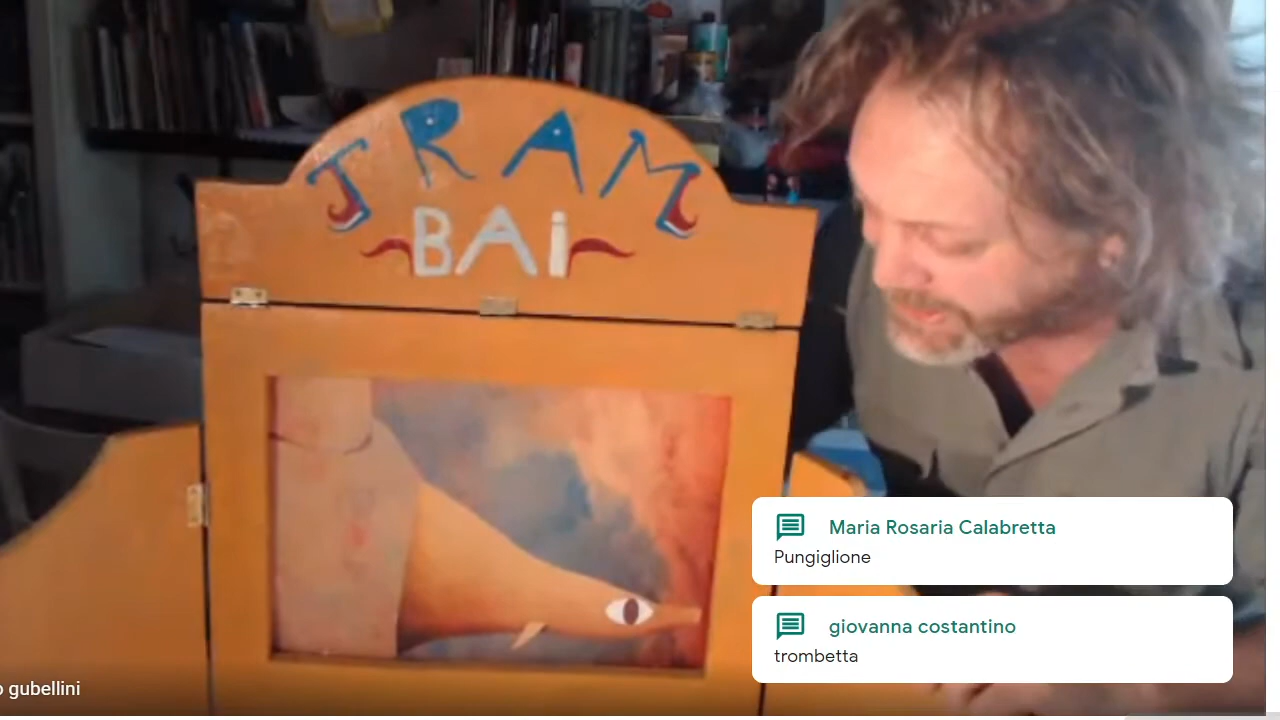 TRAM
BAi
Maria Rosaria Calabretta
Pungiglione
giovanna costantino
trombetta
o gubellini